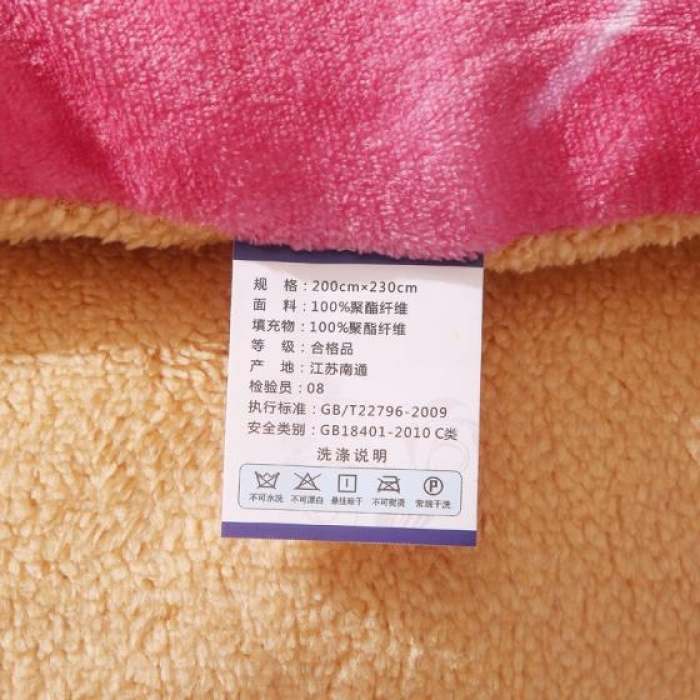 规 格：200cm×230cm
面 料：100%聚酯纤维
填充物：100%聚酯纤维
等 级：合格品
产 地：江苏南通
检验员：08
执行标准：GB/T22796-2009
安全类别：GB18401-2010 C类
洗涤说明
P
不可水洗 不可漂白 悬挂晾干 不可熨烫 常规干洗